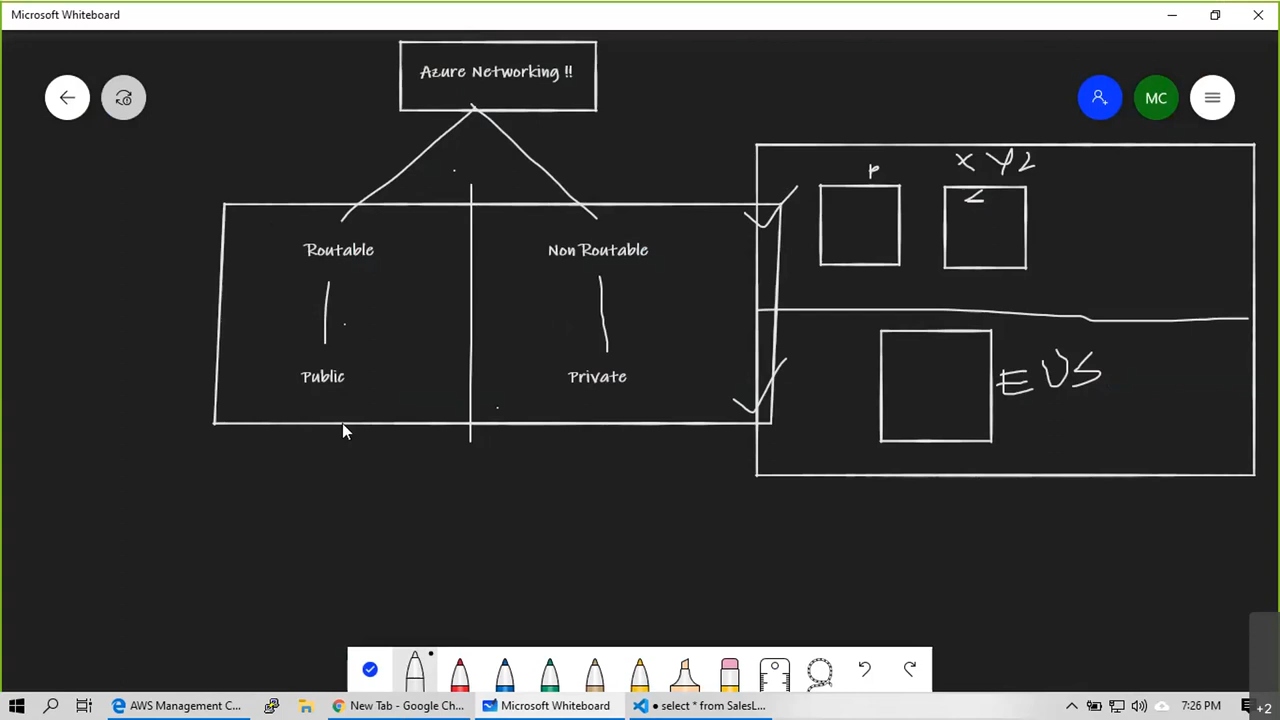 Microsoft Whiteboard
Azure Networking !!
MC
P
X Y Z
Routable
Non Routable
Public
Private
EUS
AWS Management C...
New Tab - Google Ch...
Microsoft Whiteboard
● select * from SalesL...
7:26 PM
+2